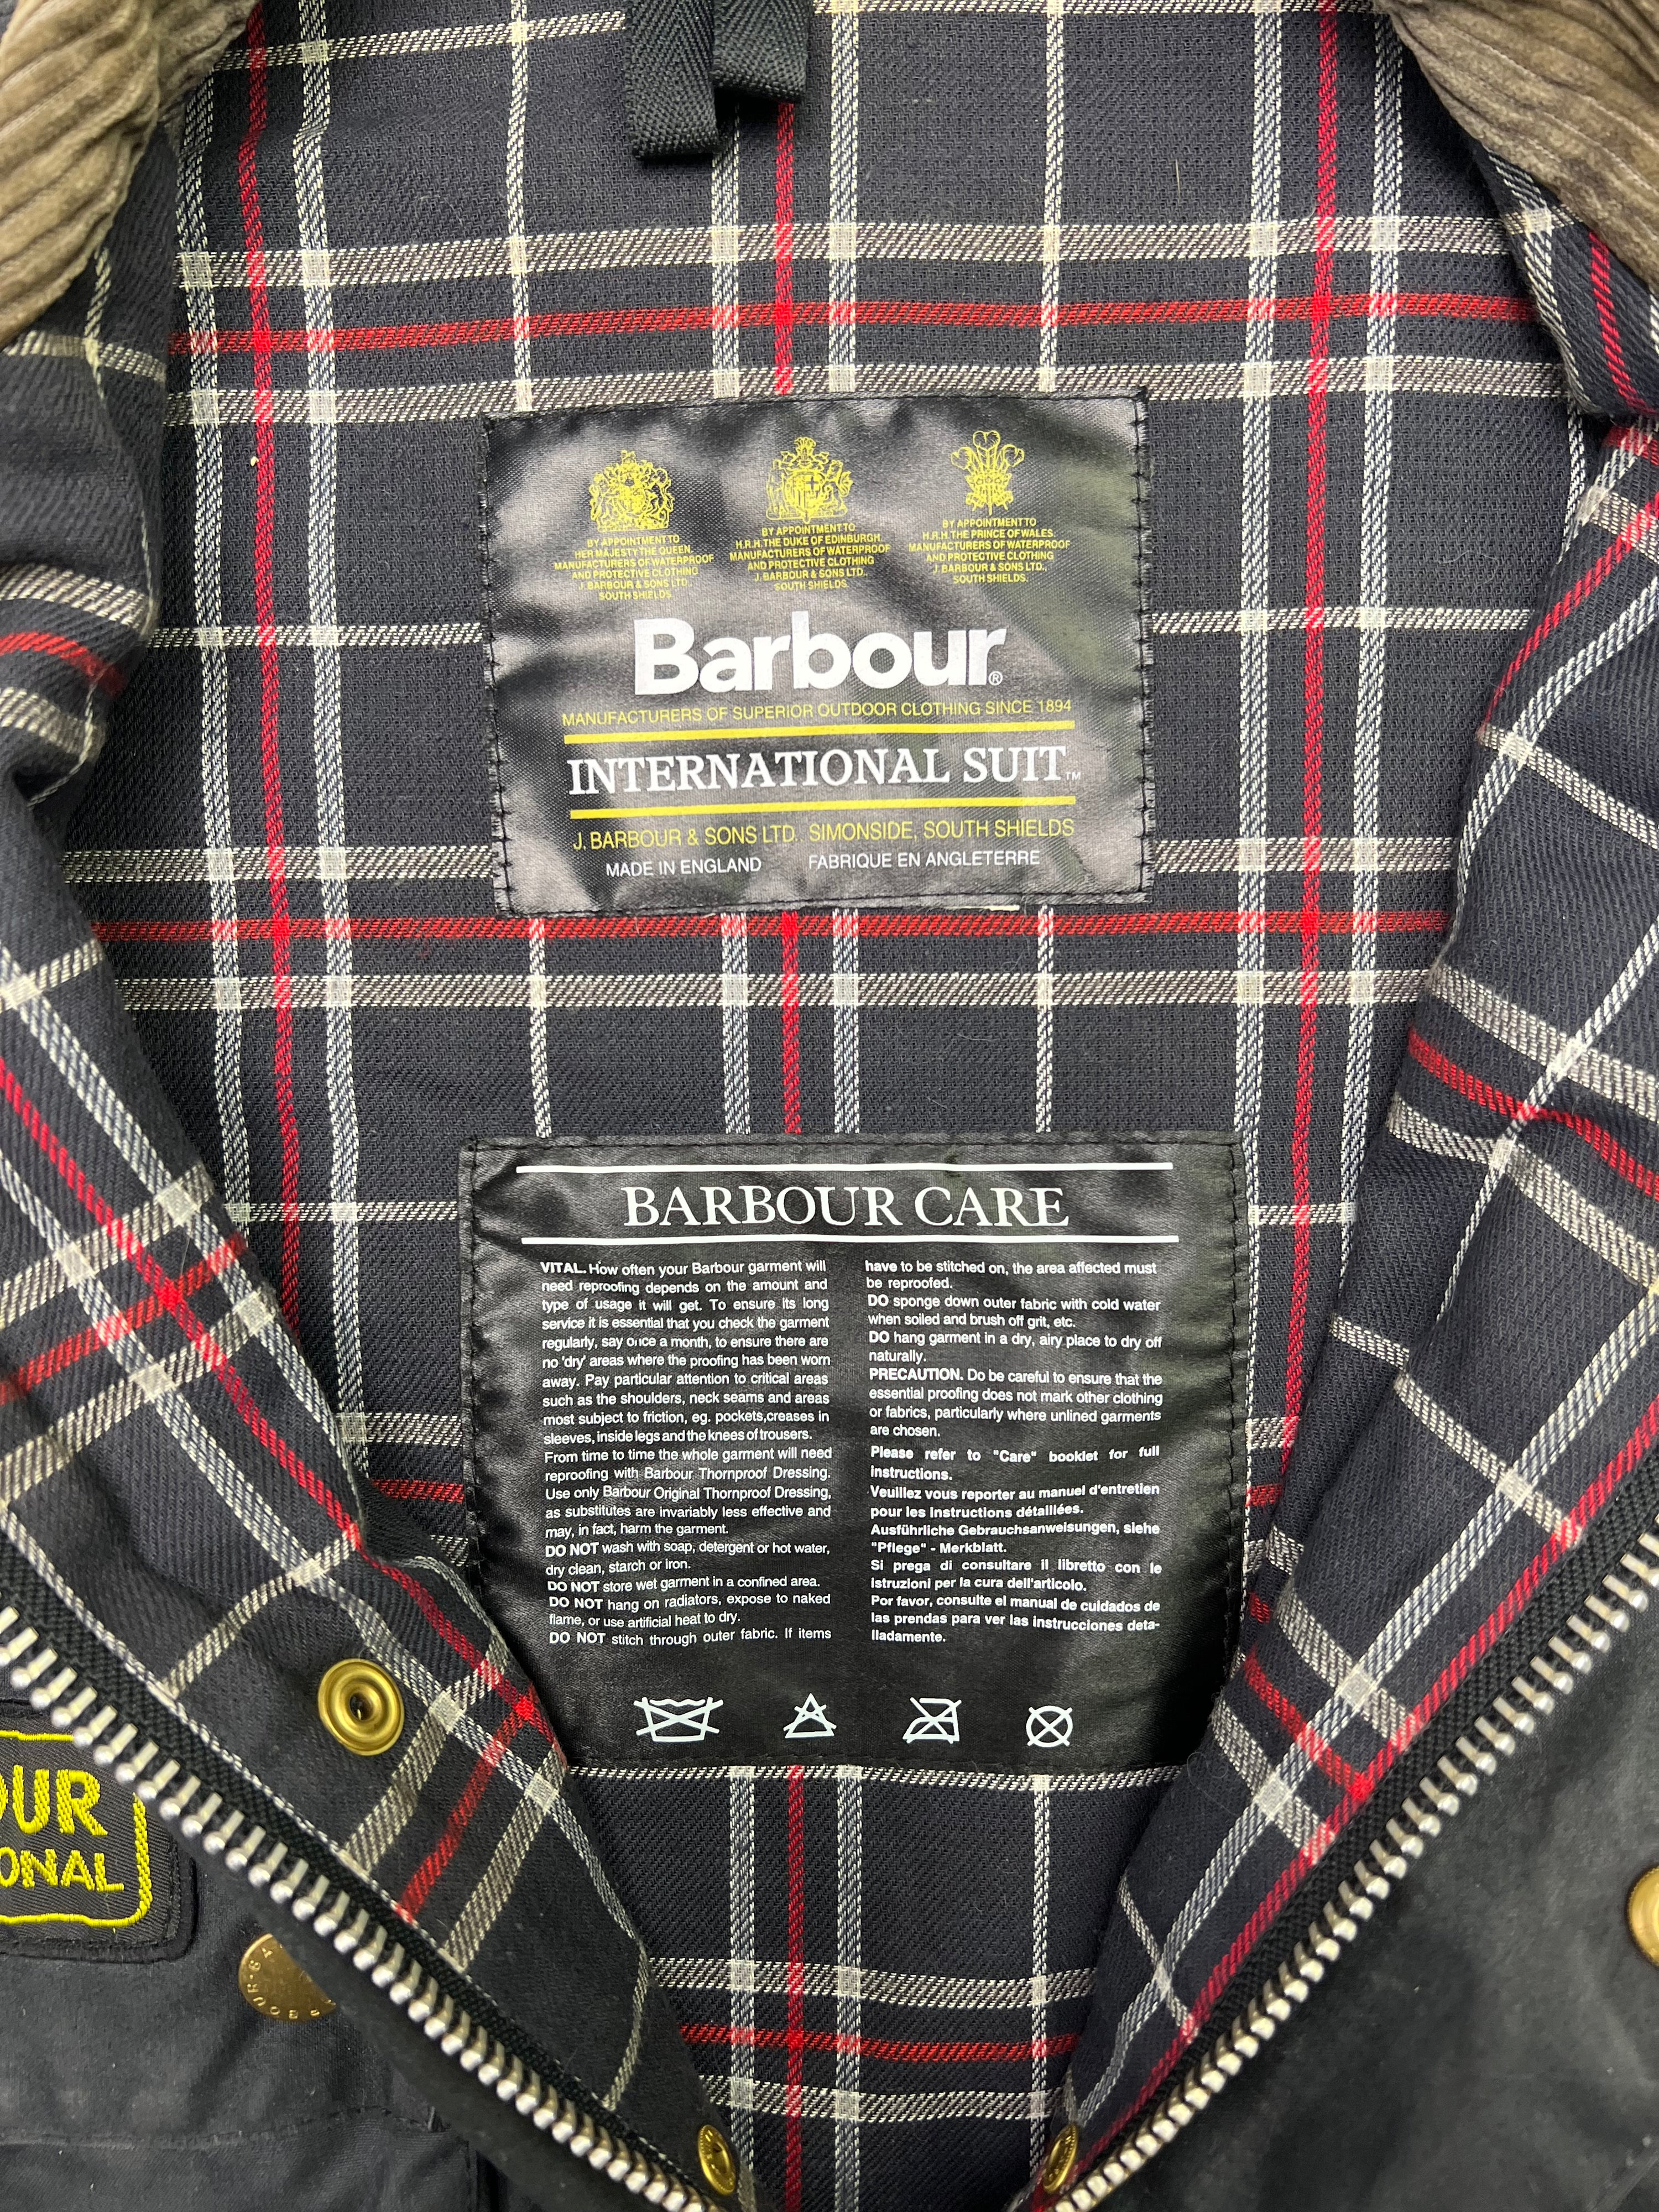 BY APPOINTMENT TO
HER MAJESTY THE QUEEN.
MANUFACTURERS OF WATERPROOF
AND PROTECTIVE CLOTHING
J. BARBOUR & SONS LTD.,
SOUTH SHIELDS.
BY APPOINTMENT TO
H.R.H. THE DUKE OF EDINBURGH.
MANUFACTURERS OF WATERPROOF
AND PROTECTIVE CLOTHING
J. BARBOUR & SONS LTD.,
SOUTH SHIELDS.
BY APPOINTMENT TO
H.R.H. THE PRINCE OF WALES.
MANUFACTURERS OF WATERPROOF
AND PROTECTIVE CLOTHING
J. BARBOUR & SONS LTD.,
SOUTH SHIELDS.
Barbour®
MANUFACTURERS OF SUPERIOR OUTDOOR CLOTHING SINCE 1894
INTERNATIONAL SUIT™
J. BARBOUR & SONS LTD. SIMONSIDE, SOUTH SHIELDS
MADE IN ENGLAND FABRIQUE EN ANGLETERRE
BARBOUR CARE
VITAL. How often your Barbour garment will
need reproofing depends on the amount and
type of usage it will get. To ensure its long
service it is essential that you check the garment
regularly, say once a month, to ensure there are
no 'dry' areas where the proofing has been worn
away. Pay particular attention to critical areas
such as the shoulders, neck seams and areas
most subject to friction, eg. pockets,creases in
sleeves, inside legs and the knees of trousers.
From time to time the whole garment will need
reproofing with Barbour Thornproof Dressing.
Use only Barbour Original Thornproof Dressing,
as substitutes are invariably less effective and
may, in fact, harm the garment.
DO NOT wash with soap, detergent or hot water,
dry clean, starch or iron.
DO NOT store wet garment in a confined area.
DO NOT hang on radiators, expose to naked
flame, or use artificial heat to dry.
DO NOT stitch through outer fabric. If items
have to be stitched on, the area affected must
be reproofed.
DO sponge down outer fabric with cold water
when soiled and brush off grit, etc.
DO hang garment in a dry, airy place to dry off
naturally.
PRECAUTION. Do be careful to ensure that the
essential proofing does not mark other clothing
or fabrics, particularly where unlined garments
are chosen.
Please refer to "Care" booklet for full
instructions.
Veuillez vous reporter au manuel d'entretien
pour les instructions détaillées.
Ausführliche Gebrauchsanweisungen, siehe
"Pflege" - Merkblatt.
Si prega di consultare il libretto con le
istruzioni per la cura dell'articolo.
Por favor, consulte el manual de cuidados de
las prendas para ver las instrucciones deta-
lladamente.
OUR
ONAL